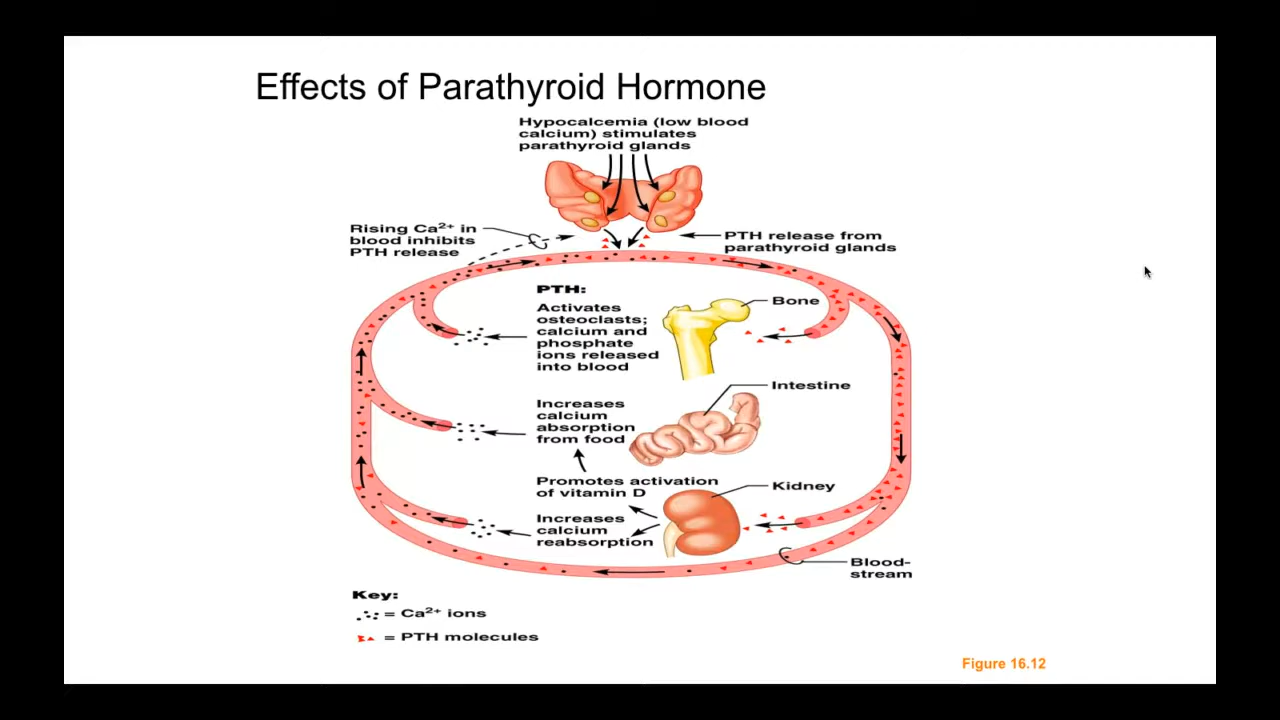 Effects of Parathyroid Hormone
Hypocalcemia (low blood
calcium) stimulates
parathyroid glands
Rising Ca²⁺ in
blood inhibits
PTH release
PTH release from
parathyroid glands
PTH:
Activates
osteoclasts;
calcium and
phosphate
ions released
into blood
Bone
Intestine
Increases
calcium
absorption
from food
Promotes activation
of vitamin D
Kidney
Increases
calcium
reabsorption
Blood-
stream
Key:
= Ca²⁺ ions
= PTH molecules
Figure 16.12